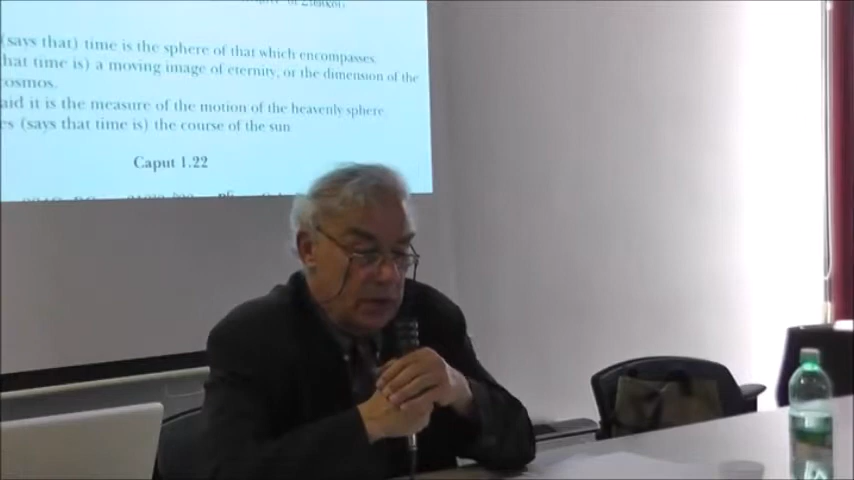 (says that) time is the sphere of that which encompasses.
hat time is) a moving image of eternity, or the dimension of the
osmos.
aid it is the measure of the motion of the heavenly sphere
es (says that time is) the course of the sun
Caput 1.22